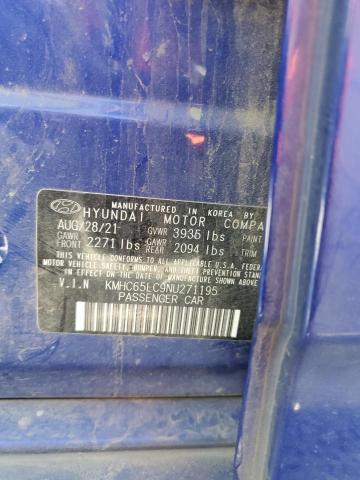 MANUFACTURED IN KOREA BY
HYUNDAI MOTOR COMPA
AUG/28/21 GVWR 3935 lbs PAINT
GAWR FRONT 2271 lbs GAWR REAR 2094 lbs TRIM
THIS VEHICLE CONFORMS TO ALL APPLICABLE U.S.A. FEDER
MOTOR VEHICLE SAFETY, BUMPER, AND THEFT PREVENTION
STANDARDS IN EFFECT ON THE DATE OF
MANUFACTURE SHOWN ABOVE.
V.I.N KMHC65LC9NU271195
PASSENGER CAR